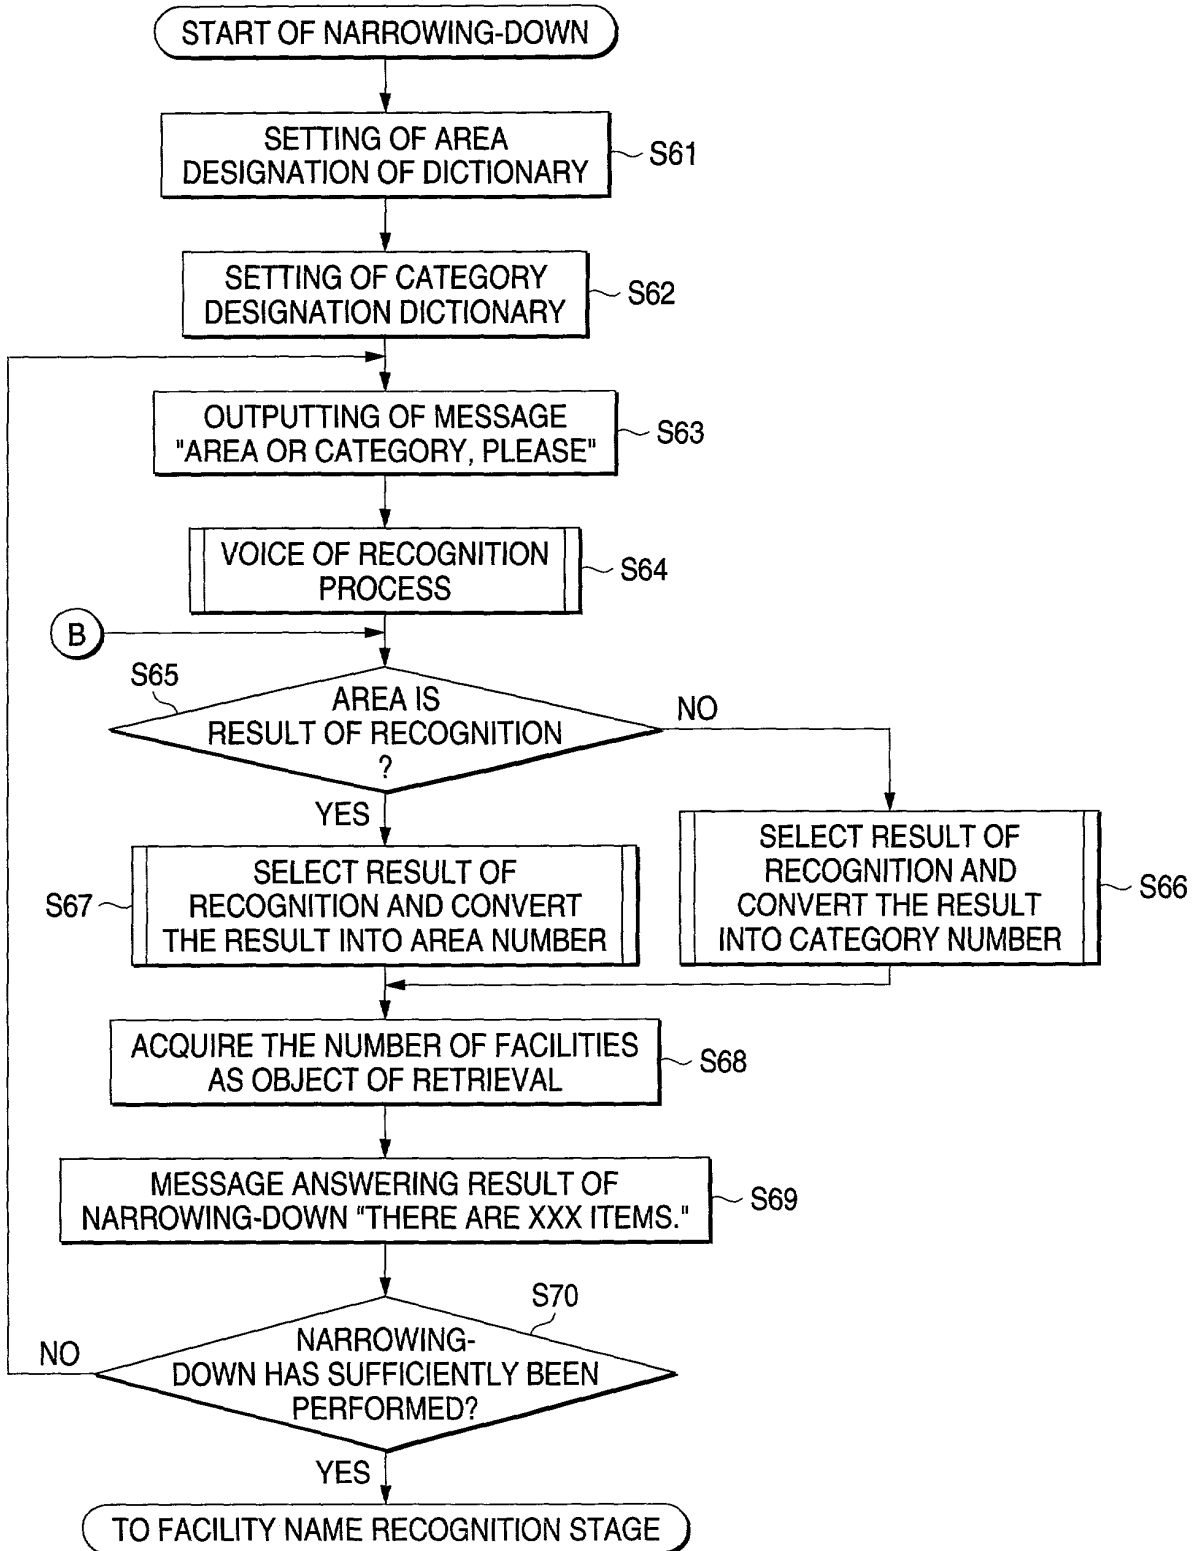 START OF NARROWING-DOWN
SETTING OF AREA
DESIGNATION OF DICTIONARY
S61
SETTING OF CATEGORY
DESIGNATION DICTIONARY
S62
OUTPUTTING OF MESSAGE
"AREA OR CATEGORY, PLEASE"
S63
VOICE OF RECOGNITION
PROCESS
S64
B
S65
AREA IS
RESULT OF RECOGNITION
?
NO
YES
SELECT RESULT OF
RECOGNITION AND
CONVERT THE RESULT
INTO CATEGORY NUMBER
S66
S67
SELECT RESULT OF
RECOGNITION AND CONVERT
THE RESULT INTO AREA NUMBER
ACQUIRE THE NUMBER OF FACILITIES
AS OBJECT OF RETRIEVAL
S68
MESSAGE ANSWERING RESULT OF
NARROWING-DOWN "THERE ARE XXX ITEMS."
S69
S70
NARROWING-
DOWN HAS SUFFICIENTLY BEEN
PERFORMED?
NO
YES
TO FACILITY NAME RECOGNITION STAGE